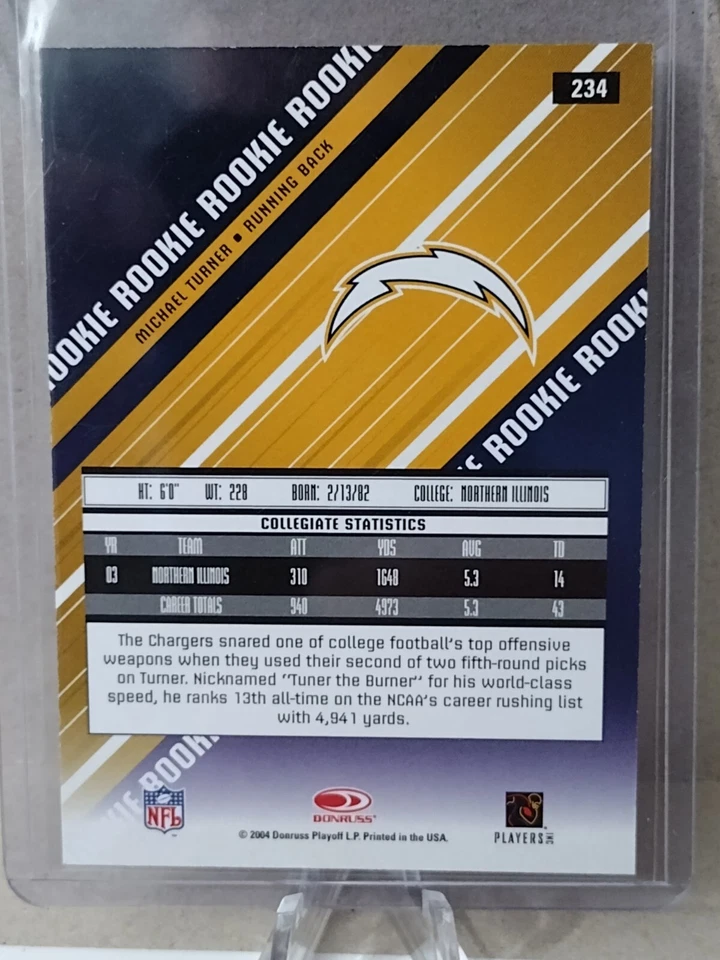 234
ROOKIE ROOKIE ROOKIE ROOKIE
MICHAEL TURNER ▪ RUNNING BACK
ROOKIE ROOKI
HT: 6'0" WT: 228 BORN: 2/13/82 COLLEGE: NORTHERN ILLINOIS
COLLEGIATE STATISTICS
YR TEAM ATT YDS AVG TD
03 NORTHERN ILLINOIS 310 1648 5.3 14
CAREER TOTALS 940 4973 5.3 43
The Chargers snared one of college football's top offensive
weapons when they used their second of two fifth-round picks
on Turner. Nicknamed "Tuner the Burner" for his world-class
speed, he ranks 13th all-time on the NCAA's career rushing list
with 4,941 yards.
KIE ROOKI
NFL
DONRUSS
PLAYERS INC
© 2004 Donruss Playoff L.P. Printed in the USA.